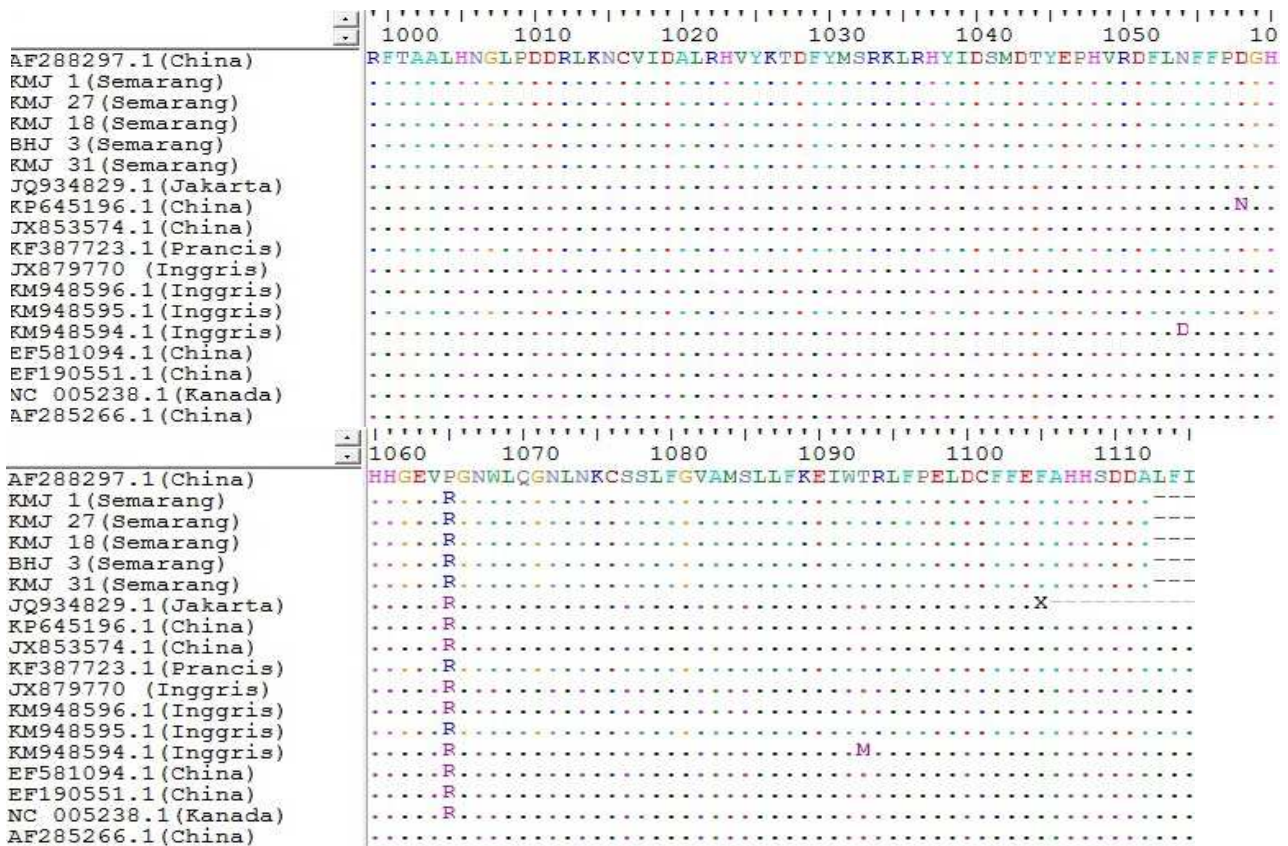 1000 1010 1020 1030 1040 1050 10
AF288297.1(China) RFTAALHNGLPDDRLKNCVIDALRHVYKTDFYMSRKLRHYIDSMDTYEPHVRDFLNFFPDGH
KMJ 1(Semarang)
KMJ 27(Semarang)
KMJ 18(Semarang)
BHJ 3(Semarang)
KMJ 31(Semarang)
JQ934829.1(Jakarta)
KP645196.1(China) N
JX853574.1(China)
KF387723.1(Prancis)
JX879770 (Inggris)
KM948596.1(Inggris)
KM948595.1(Inggris)
KM948594.1(Inggris) D
EF581094.1(China)
EF190551.1(China)
NC 005238.1(Kanada)
AF285266.1(China)
1060 1070 1080 1090 1100 1110
AF288297.1(China) HHGEVPGNWLQGNLNKCSSLFGVAMSLLFKEIWTRLFPELDCFFEFAHHSDDALFI
KMJ 1(Semarang) R ---
KMJ 27(Semarang) R ---
KMJ 18(Semarang) R ---
BHJ 3(Semarang) R ---
KMJ 31(Semarang) R ---
JQ934829.1(Jakarta) R X----------
KP645196.1(China) R
JX853574.1(China) R
KF387723.1(Prancis) R
JX879770 (Inggris) R
KM948596.1(Inggris) R
KM948595.1(Inggris) R
KM948594.1(Inggris) R M
EF581094.1(China) R
EF190551.1(China) R
NC 005238.1(Kanada) R
AF285266.1(China)